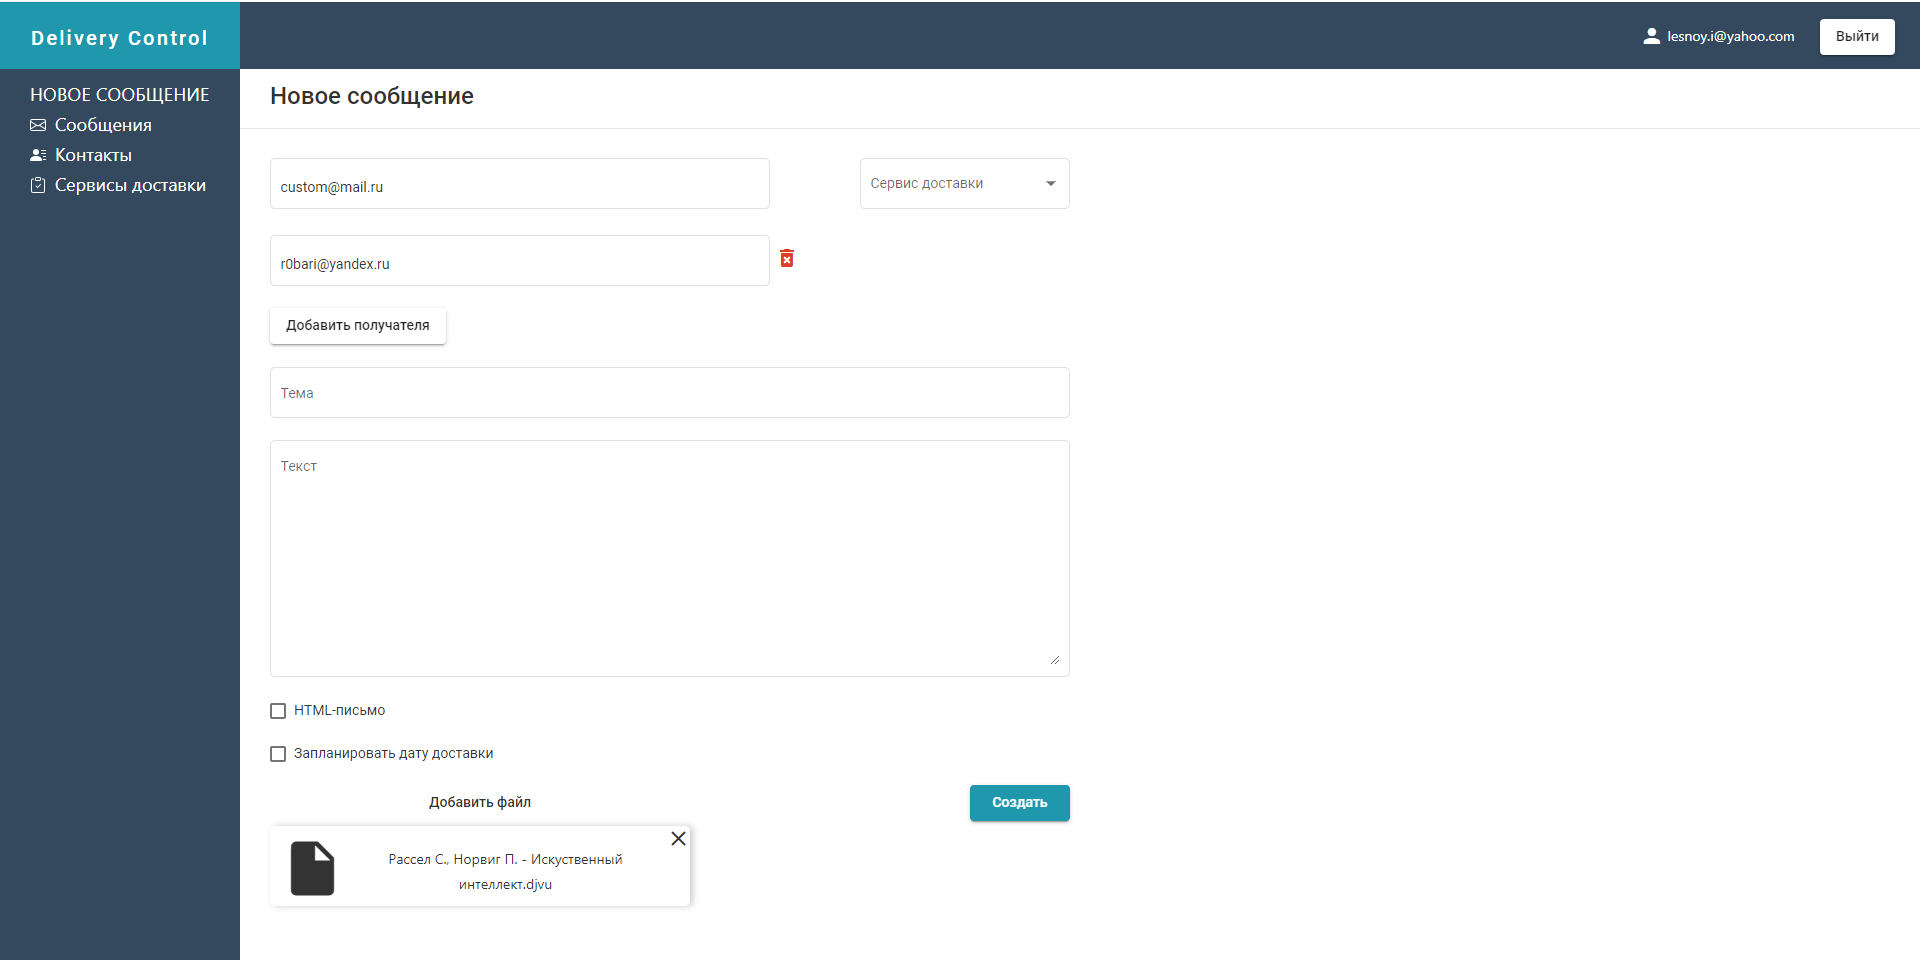 Delivery Control
lesnoy.i@yahoo.com
Выйти
НОВОЕ СООБЩЕНИЕ
Сообщения
Контакты
Сервисы доставки
Новое сообщение
custom@mail.ru
Сервис доставки
r0bari@yandex.ru
Добавить получателя
Тема
Текст
HTML-письмо
Запланировать дату доставки
Добавить файл
Создать
Рассел С., Норвиг П. - Искуственный
интеллект.djvu